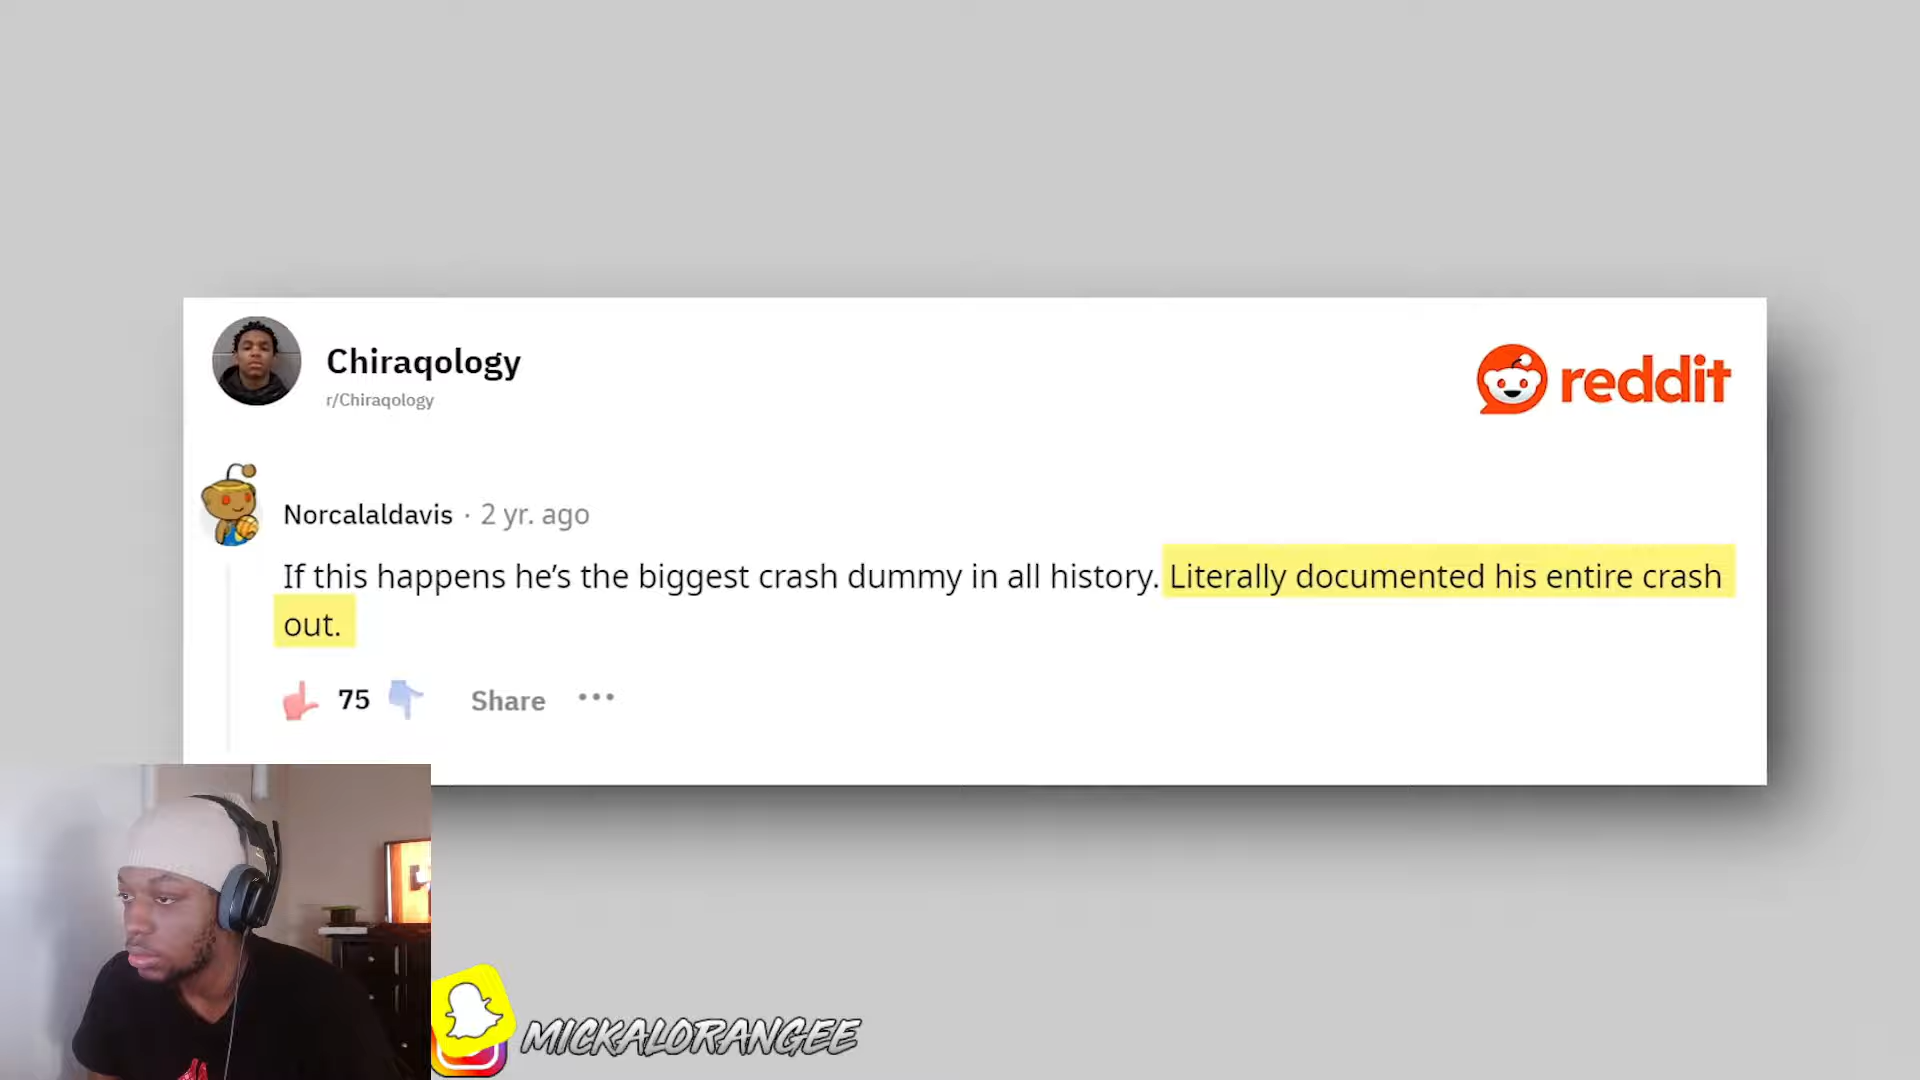 Chiraqology
r/Chiraqology
reddit
Norcalaldavis · 2 yr. ago
If this happens he’s the biggest crash dummy in all history. Literally documented his entire crash
out.
75 Share •••
MICKALORANGEE